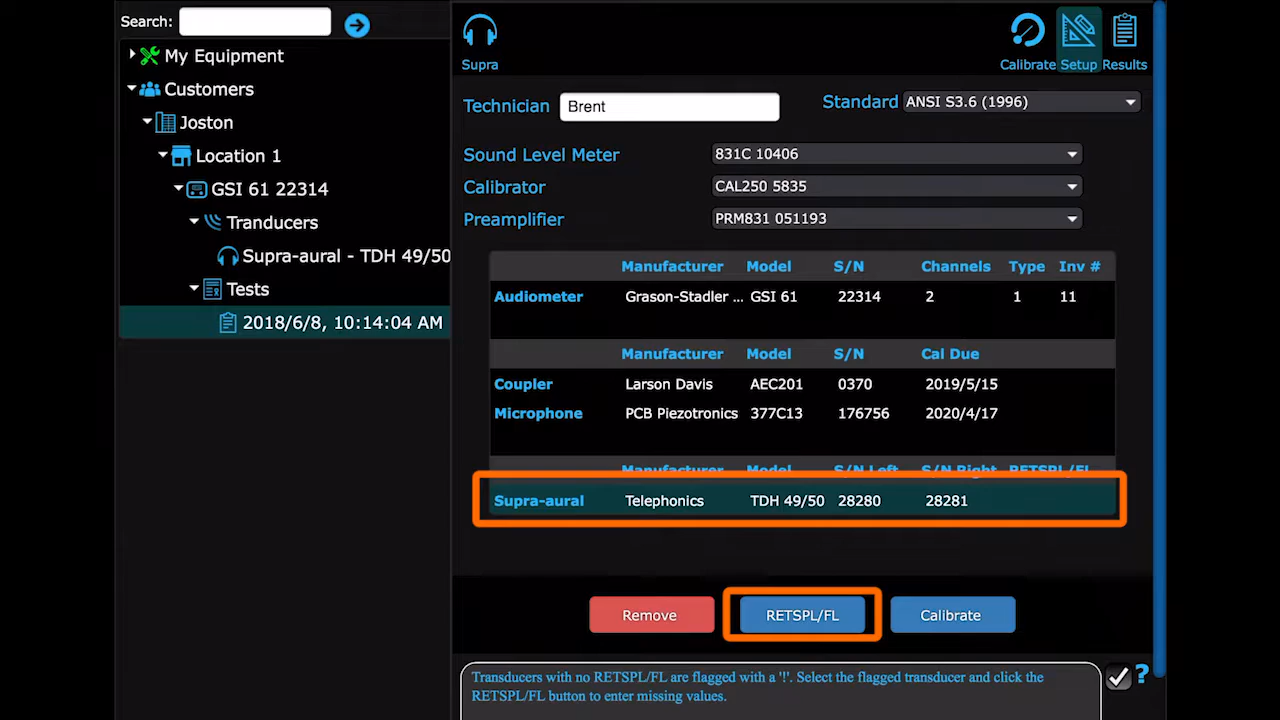 Search:
My Equipment
Customers
Joston
Location 1
GSI 61 22314
Tranducers
Supra-aural - TDH 49/50
Tests
2018/6/8, 10:14:04 AM
Supra
Calibrate Setup Results
Technician Brent Standard ANSI S3.6 (1996)
Sound Level Meter 831C 10406
Calibrator CAL250 5835
Preamplifier PRM831 051193
Manufacturer Model S/N Channels Type Inv #
Audiometer Grason-Stadler ... GSI 61 22314 2 1 11
Manufacturer Model S/N Cal Due
Coupler Larson Davis AEC201 0370 2019/5/15
Microphone PCB Piezotronics 377C13 176756 2020/4/17
Manufacturer Model S/N Left S/N Right RETSPL/FL
Supra-aural Telephonics TDH 49/50 28280 28281
Remove RETSPL/FL Calibrate
Transducers with no RETSPL/FL are flagged with a '!'. Select the flagged transducer and click the
RETSPL/FL button to enter missing values.
?